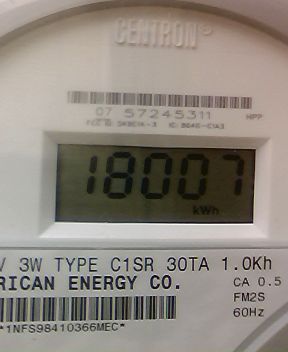 CENTRON®
07 57245311 HPP
18007
kWh
V 3W TYPE C1SR 30TA 1.0Kh
RICAN ENERGY CO. CA 0.5
FM2S
*1NFS98410366MEC* 60Hz